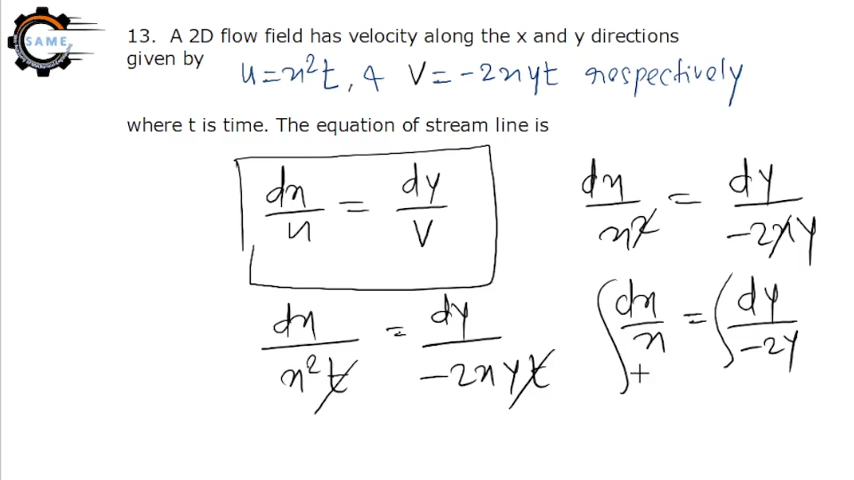 SAME
13. A 2D flow field has velocity along the x and y directions
given by u = x²t, & V = -2xyt respectively
where t is time. The equation of stream line is
dx/u = dy/V
dx/x² = dy/-2xy
dx/x²t = dy/-2xyt
∫dx/x = ∫dy/-2y
+